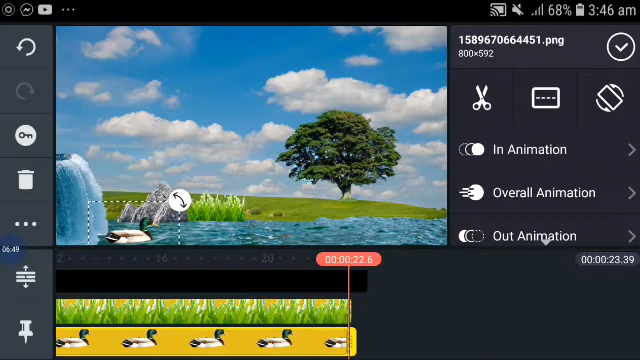 68% 3:46 am
1589670664451.png
800×592
In Animation
Overall Animation
Out Animation
06:49
16
20
00:00:22.6
00:00:23.39